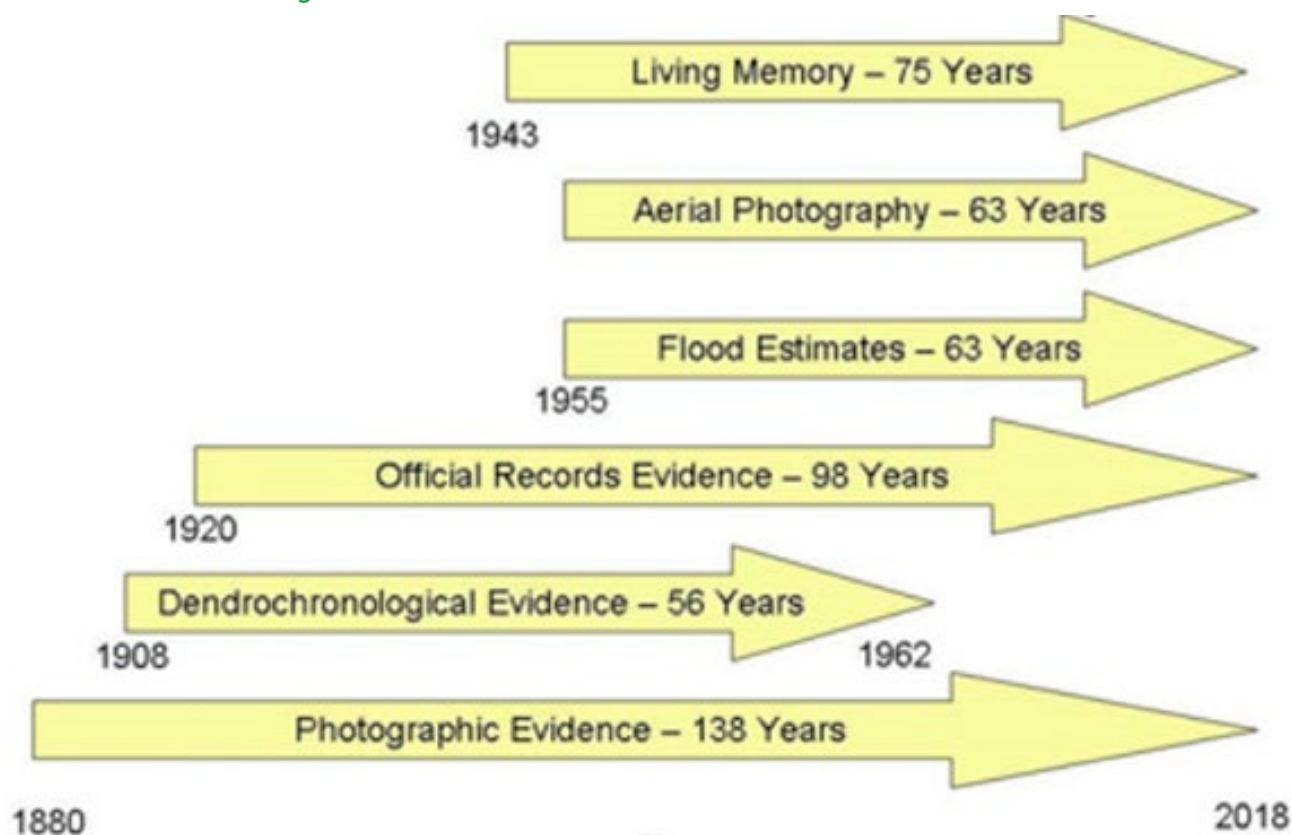 Living Memory – 75 Years
1943
Aerial Photography – 63 Years
Flood Estimates – 63 Years
1955
Official Records Evidence – 98 Years
1920
Dendrochronological Evidence – 56 Years
1908 1962
Photographic Evidence – 138 Years
1880 2018